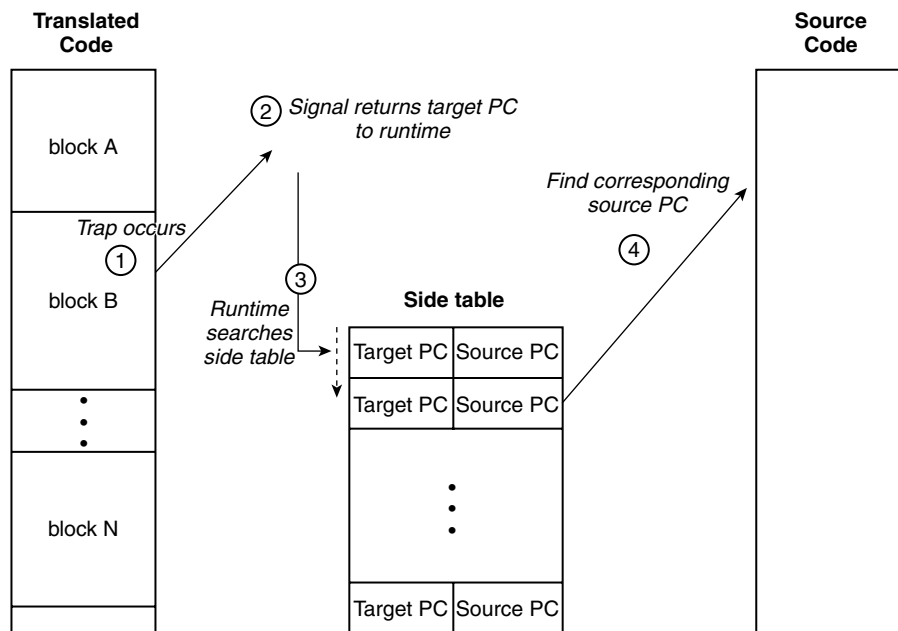 Translated
Code
Source
Code
block A
2
Signal returns target PC
to runtime
Trap occurs
1
block B
Find corresponding
source PC
4
3
Runtime
searches
side table
Side table
Target PC Source PC
Target PC Source PC
block N
Target PC Source PC